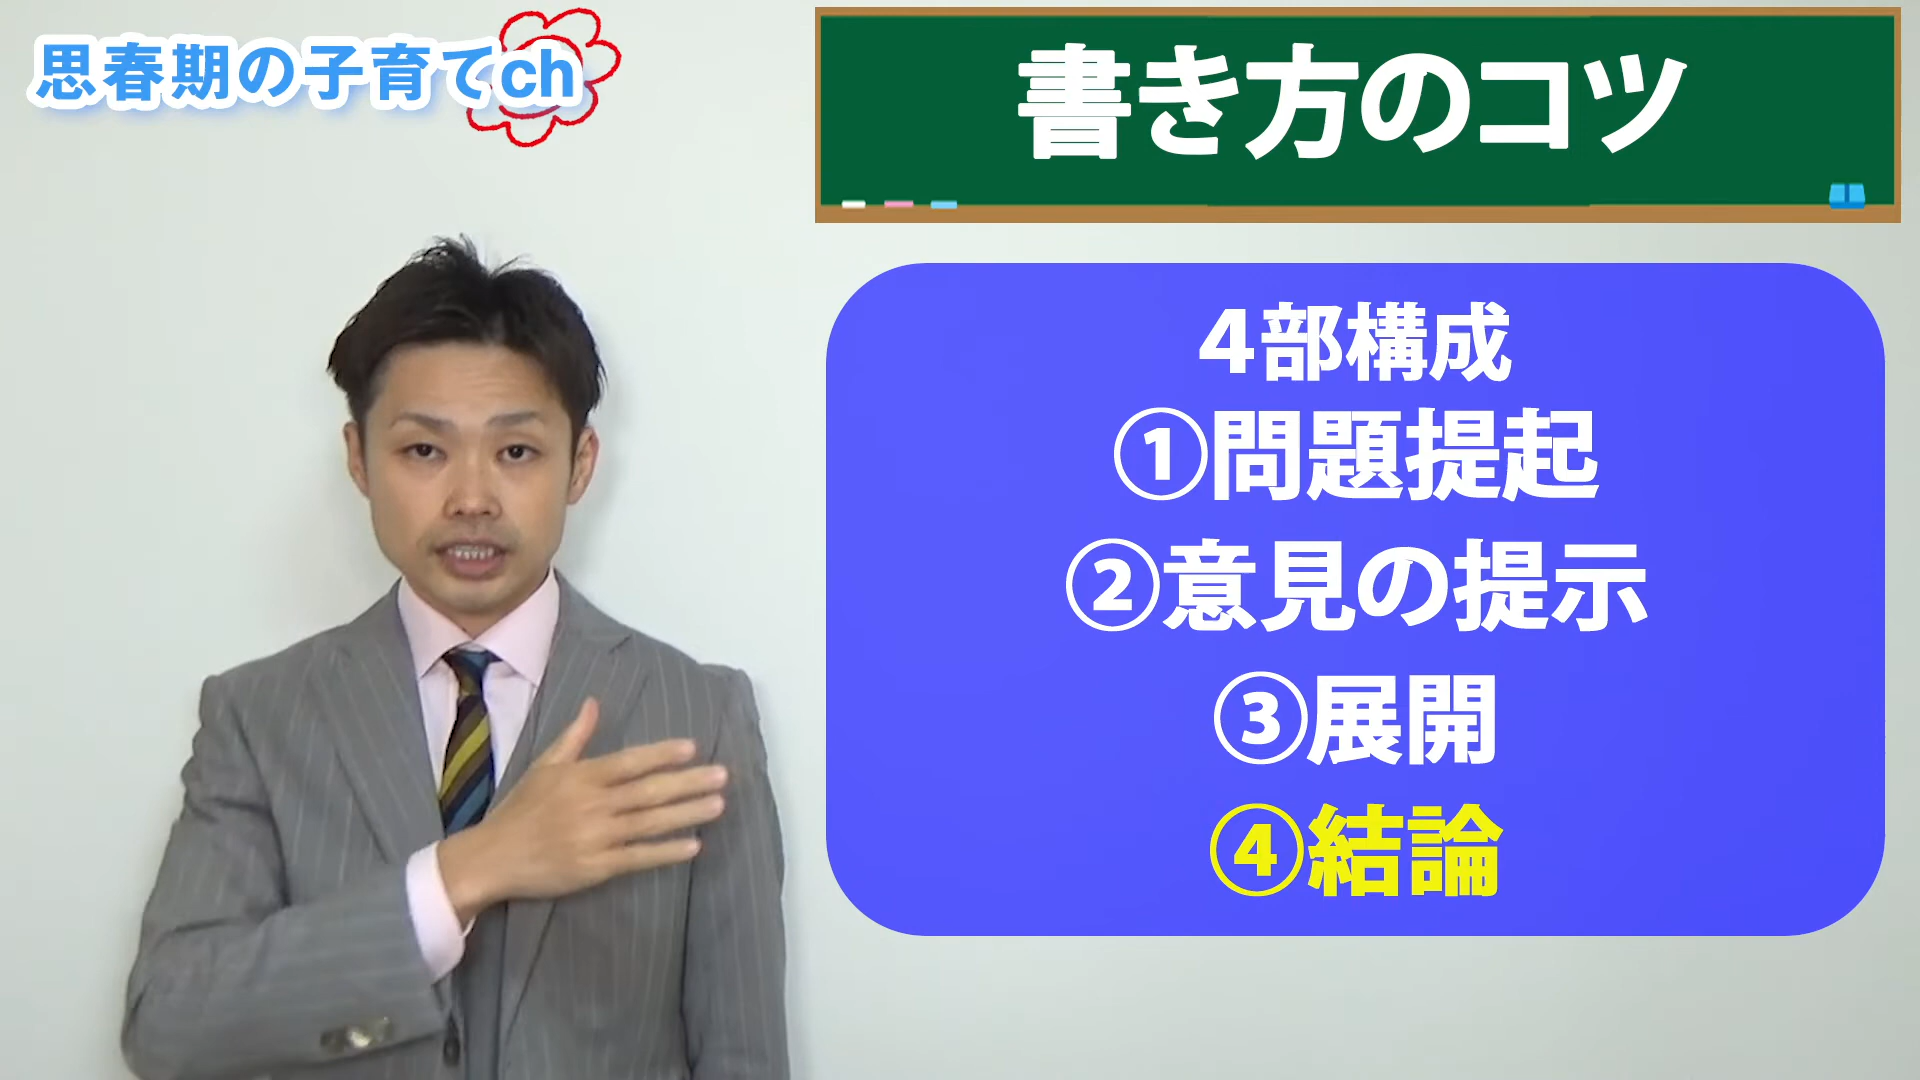 思春期の子育てch
書き方のコツ
4部構成
①問題提起
②意見の提示
③展開
④結論